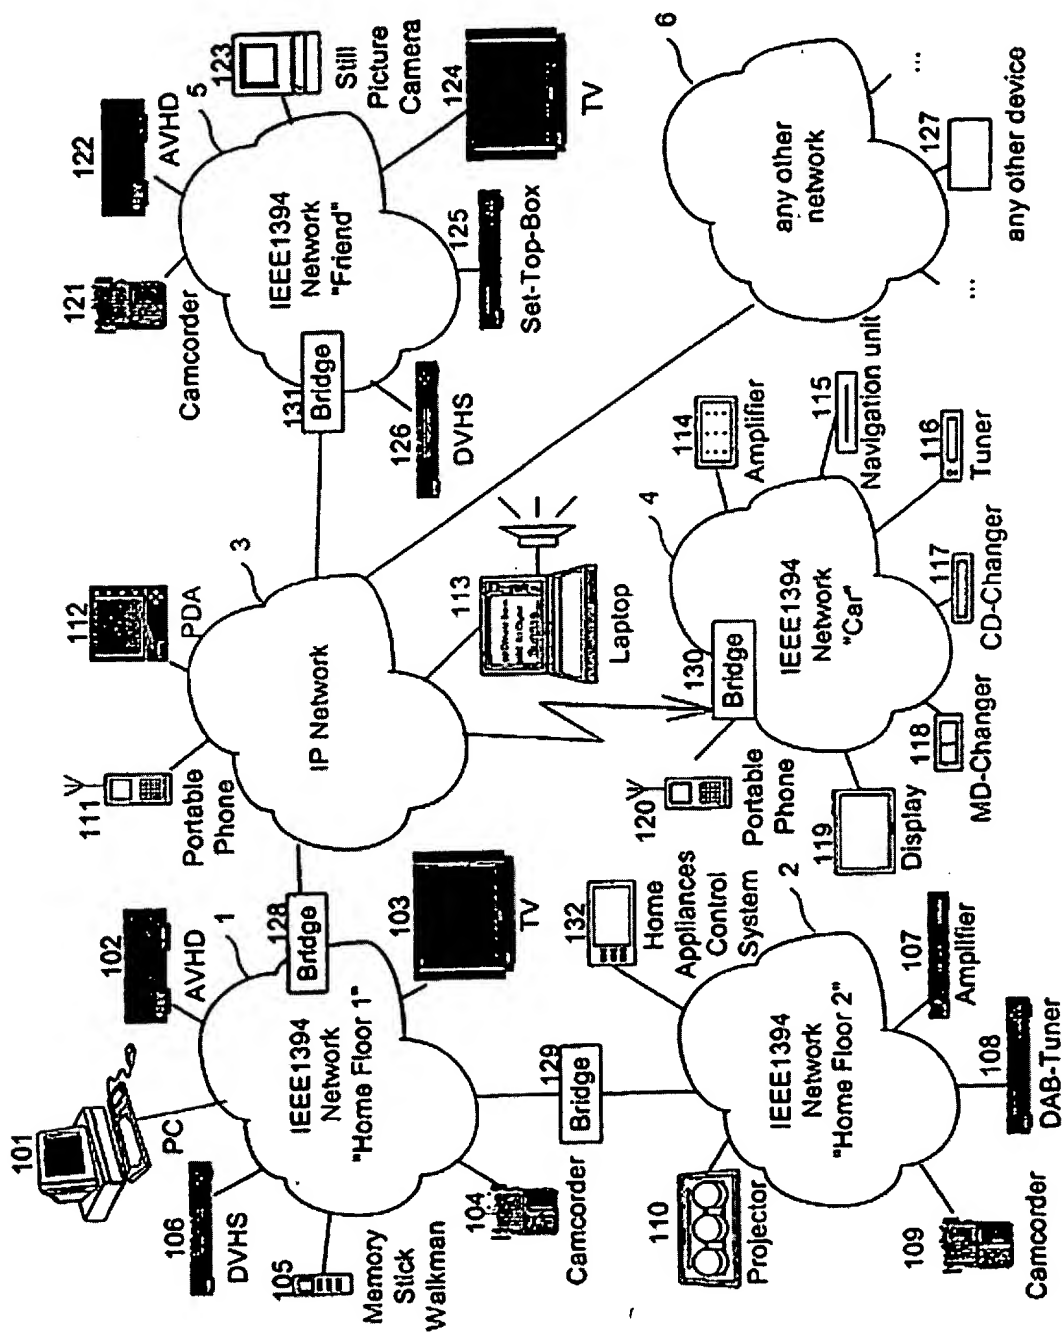 101
PC
102
AVHD
1
128
Bridge
103
TV
106
DVHS
105
Memory
Stick
Walkman
104
Camcorder
IEEE1394
Network
"Home Floor 1"
129
Bridge
132
Home
Appliances
Control
System
2
IEEE1394
Network
"Home Floor 2"
110
Projector
107
Amplifier
108
DAB-Tuner
109
Camcorder
111
Portable
Phone
112
PDA
3
IP Network
113
Laptop
130
Bridge
4
IEEE1394
Network
"Car"
114
Amplifier
115
Navigation unit
116
Tuner
117
CD-Changer
118
MD-Changer
119
Display
120
Portable
Phone
121
Camcorder
122
AVHD
5
123
Still
Picture
Camera
124
TV
125
Set-Top-Box
126
DVHS
131
Bridge
IEEE1394
Network
"Friend"
6
any other
network
127
any other device
...
...